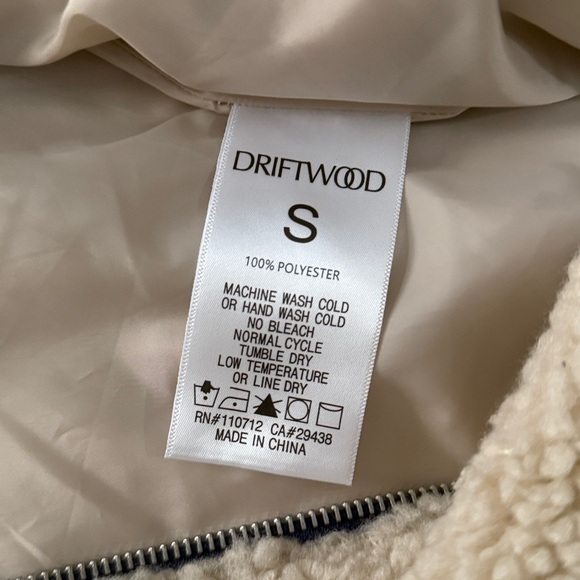 DRIFTWOOD
S
100% POLYESTER
MACHINE WASH COLD
OR HAND WASH COLD
NO BLEACH
NORMAL CYCLE
TUMBLE DRY
LOW TEMPERATURE
OR LINE DRY
RN#110712 CA#29438
MADE IN CHINA